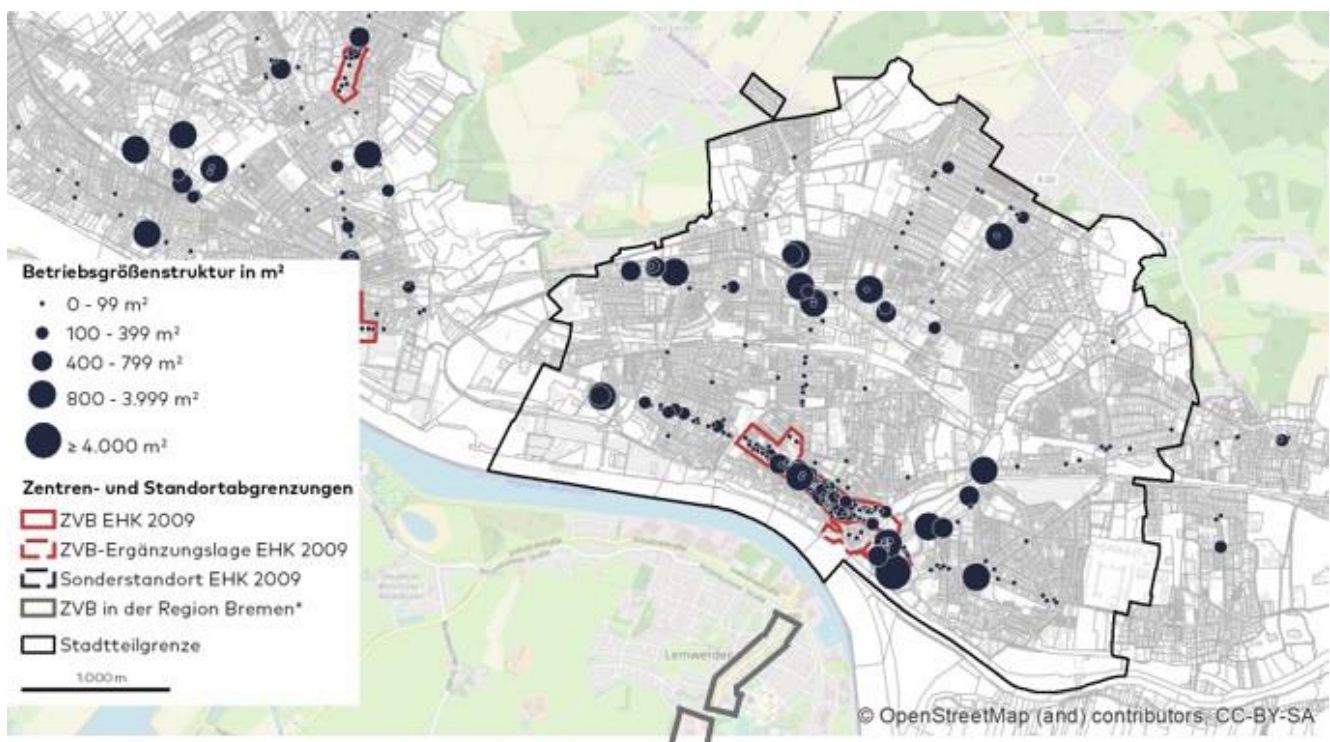 Betriebsgrößenstruktur in m²
0 - 99 m²
100 - 399 m²
400 - 799 m²
800 - 3.999 m²
≥ 4.000 m²
Zentren- und Standortabgrenzungen
ZVB EHK 2009
ZVB-Ergänzungslage EHK 2009
Sonderstandort EHK 2009
ZVB in der Region Bremen*
Stadtteilgrenze
1.000 m
Lemwerder
© OpenStreetMap (and) contributors, CC-BY-SA